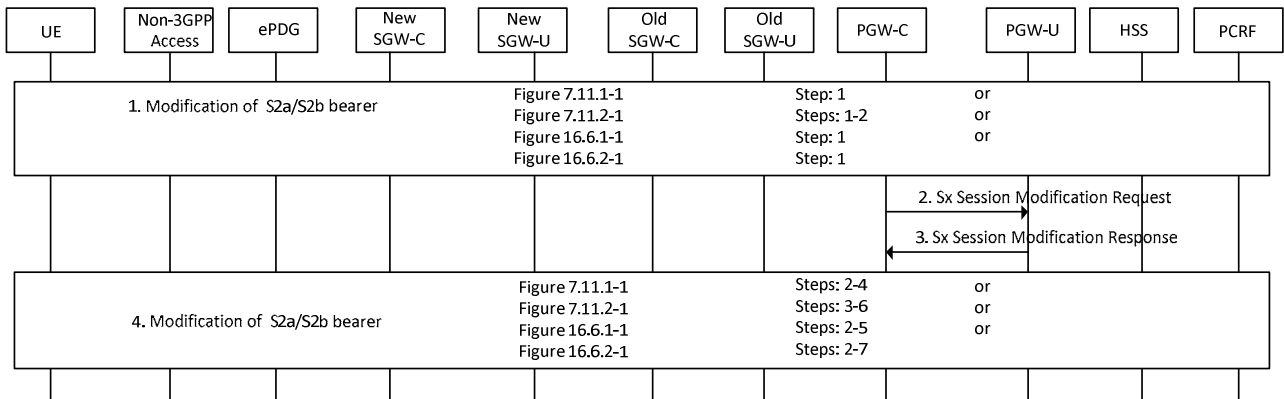 UE
Non-3GPP
Access
ePDG
New
SGW-C
New
SGW-U
Old
SGW-C
Old
SGW-U
PGW-C
PGW-U
HSS
PCRF
1. Modification of S2a/S2b bearer
Figure 7.11.1-1 Step: 1 or
Figure 7.11.2-1 Steps: 1-2 or
Figure 16.6.1-1 Step: 1 or
Figure 16.6.2-1 Step: 1
2. Sx Session Modification Request
3. Sx Session Modification Response
4. Modification of S2a/S2b bearer
Figure 7.11.1-1 Steps: 2-4 or
Figure 7.11.2-1 Steps: 3-6 or
Figure 16.6.1-1 Steps: 2-5 or
Figure 16.6.2-1 Steps: 2-7